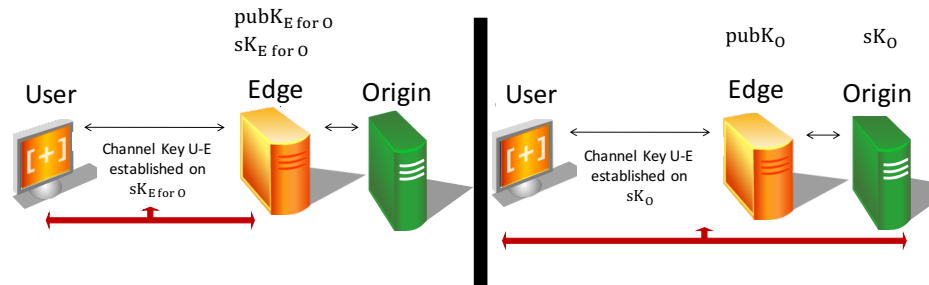 pubK_E for O
sK_E for O
User
Edge
Origin
[+]
Channel Key U-E
established on
sK_E for O
pubK_O
sK_O
User
Edge
Origin
[+]
Channel Key U-E
established on
sK_O